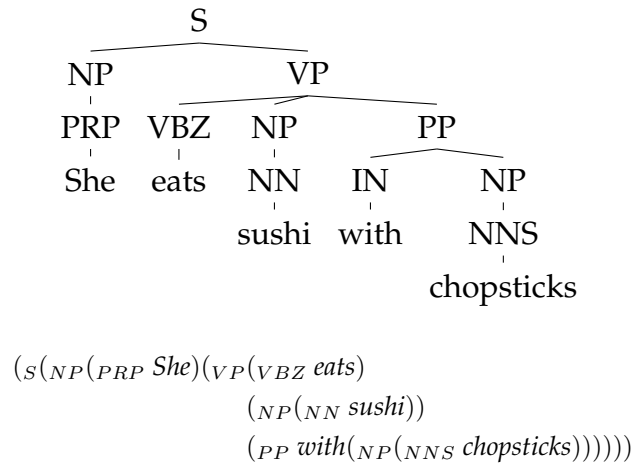 S
NP VP
PRP VBZ NP PP
She eats NN IN NP
sushi with NNS
chopsticks
(S(NP(PRP She)(VP(VBZ eats)
(NP(NN sushi))
(PP with(NP(NNS chopsticks))))))